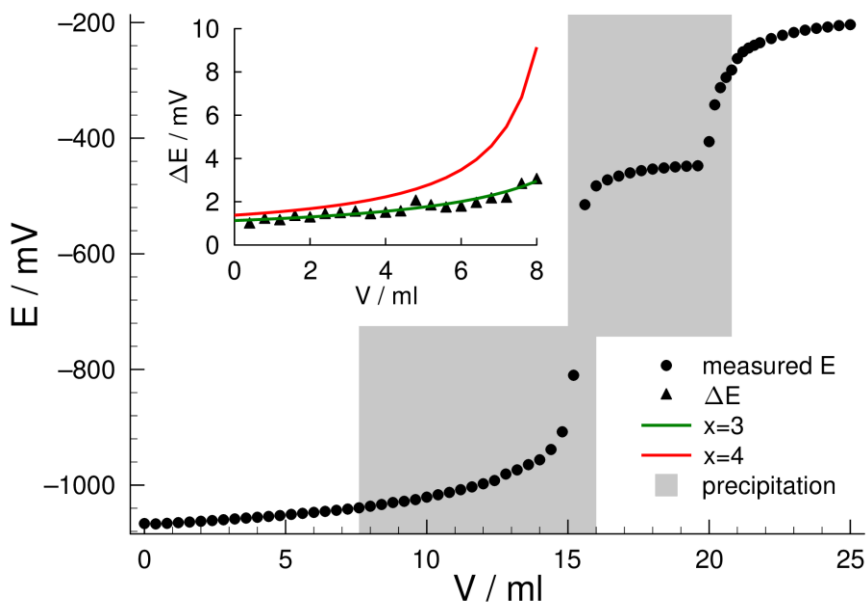 −200
−400
−600
−800
−1000
E / mV
0
5
10
15
20
25
V / ml
10
8
6
4
2
0
ΔE / mV
0
2
4
6
8
V / ml
measured E
ΔE
x=3
x=4
precipitation